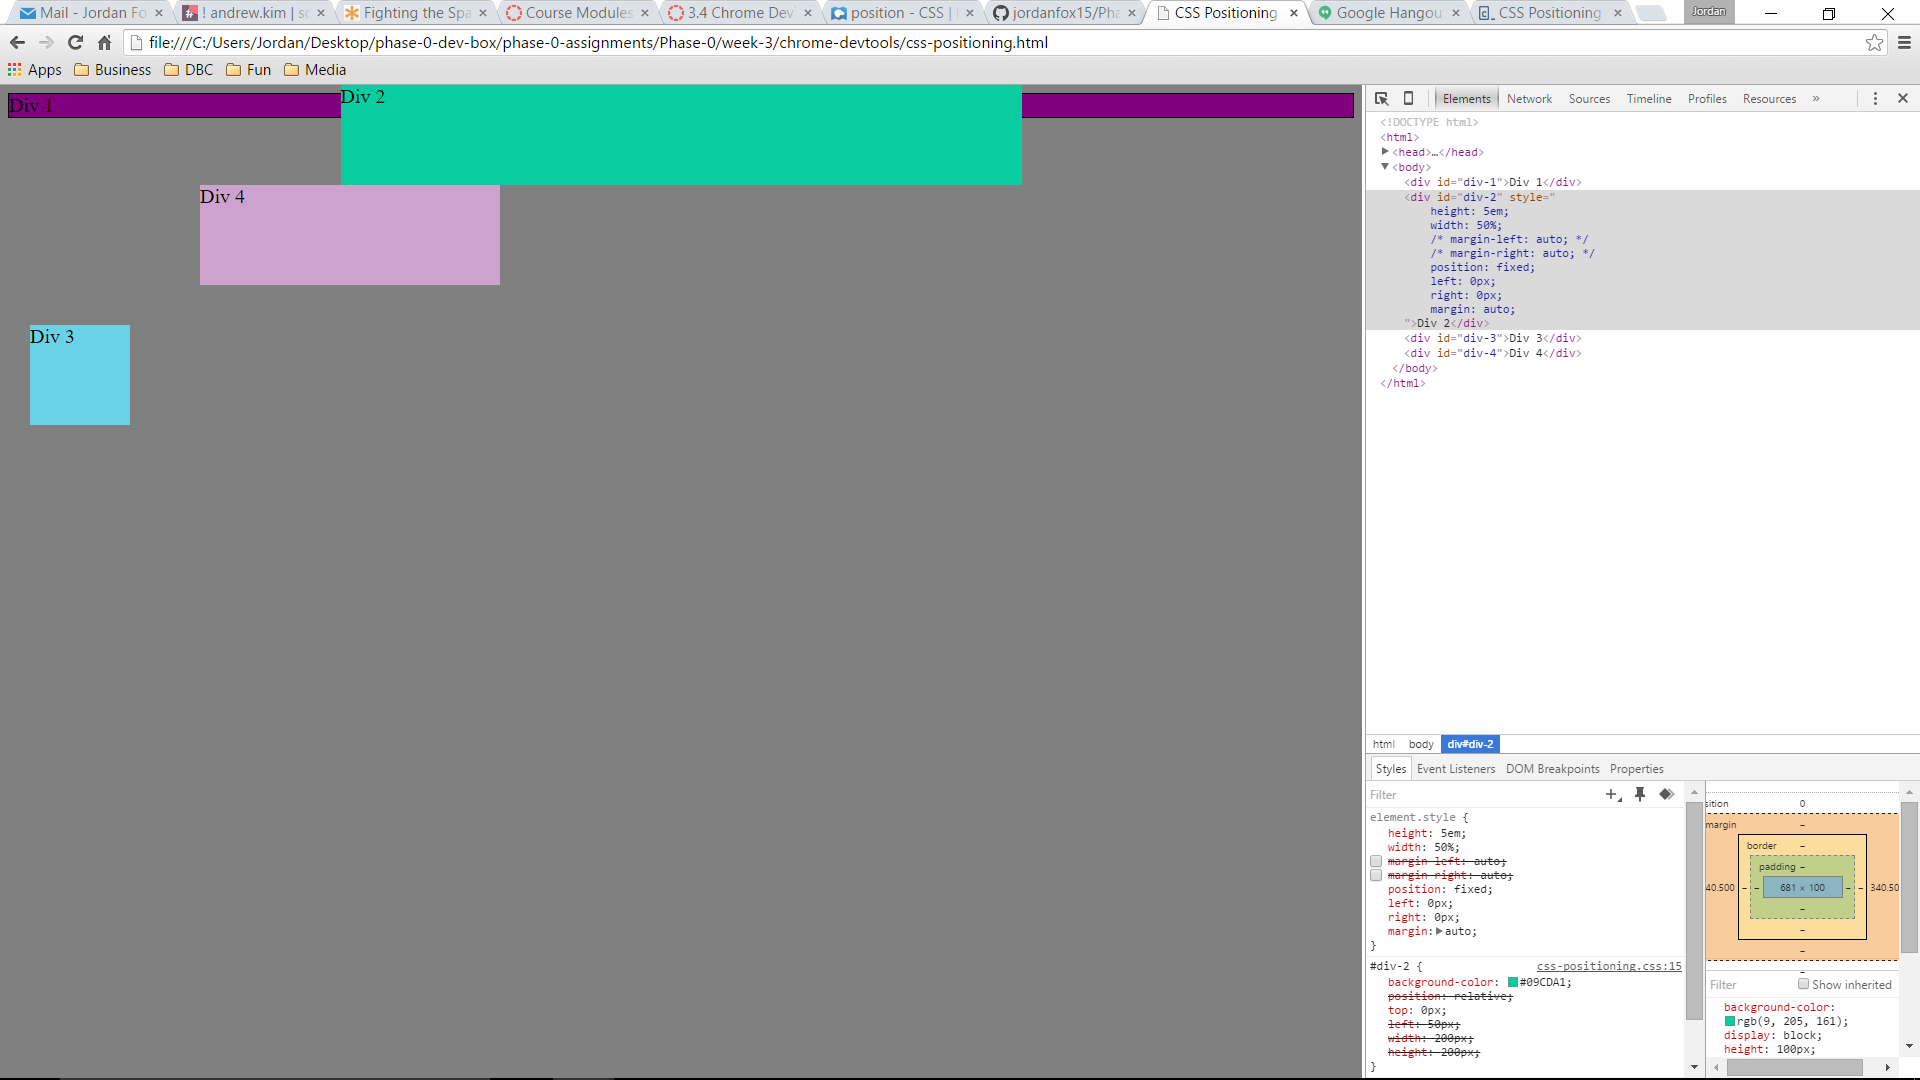 Mail - Jordan Fo
! andrew.kim | s
Fighting the Spa
Course Modules
3.4 Chrome Dev
position - CSS |
jordanfox15/Pha
CSS Positioning
Google Hangou
CSS Positioning
Jordan
file:///C:/Users/Jordan/Desktop/phase-0-dev-box/phase-0-assignments/Phase-0/week-3/chrome-devtools/css-positioning.html
Apps Business DBC Fun Media
Div 1
Div 2
Div 4
Div 3
Elements Network Sources Timeline Profiles Resources »
<!DOCTYPE html>
<html>
<head>…</head>
<body>
<div id="div-1">Div 1</div>
<div id="div-2" style="
height: 5em;
width: 50%;
/* margin-left: auto; */
/* margin-right: auto; */
position: fixed;
left: 0px;
right: 0px;
margin: auto;
">Div 2</div>
<div id="div-3">Div 3</div>
<div id="div-4">Div 4</div>
</body>
</html>
html body div#div-2
Styles Event Listeners DOM Breakpoints Properties
Filter
element.style {
height: 5em;
width: 50%;
margin-left: auto;
margin-right: auto;
position: fixed;
left: 0px;
right: 0px;
margin: auto;
}
#div-2 { css-positioning.css:15
background-color: #09CDA1;
position: relative;
top: 0px;
left: 50px;
width: 200px;
height: 200px;
}
sition 0
margin –
border –
padding –
40.500 – – 681 × 100 – – 340.50
–
–
–
–
Filter Show inherited
background-color:
rgb(9, 205, 161);
display: block;
height: 100px;